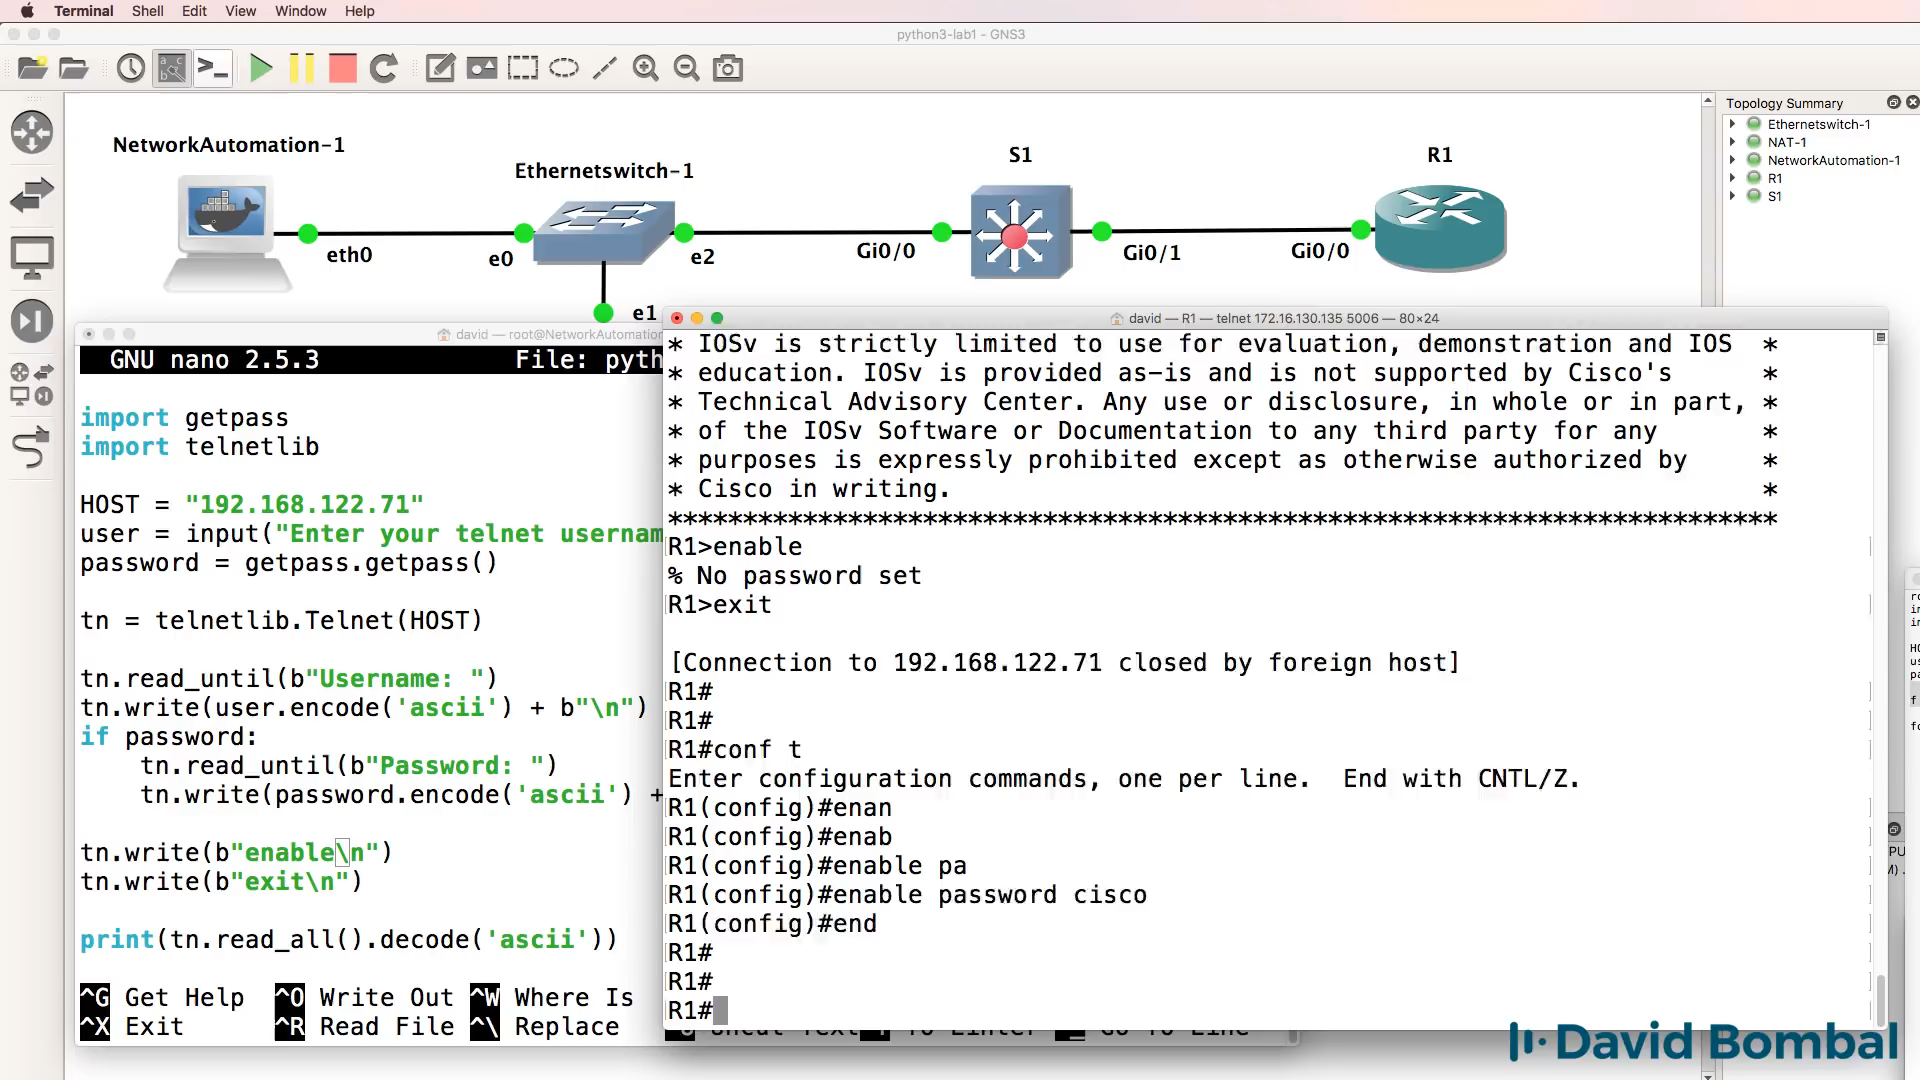 Terminal Shell Edit View Window Help
python3-lab1 - GNS3
Topology Summary
Ethernetswitch-1
NAT-1
NetworkAutomation-1
R1
S1
NetworkAutomation-1
Ethernetswitch-1
S1
R1
eth0
e0
e2
Gi0/0
Gi0/1
Gi0/0
e1
david — root@NetworkAutomation
GNU nano 2.5.3 File: pyth
import getpass
import telnetlib
HOST = "192.168.122.71"
user = input("Enter your telnet usernam
password = getpass.getpass()
tn = telnetlib.Telnet(HOST)
tn.read_until(b"Username: ")
tn.write(user.encode('ascii') + b"\n")
if password:
    tn.read_until(b"Password: ")
    tn.write(password.encode('ascii') +
tn.write(b"enable\n")
tn.write(b"exit\n")
print(tn.read_all().decode('ascii'))
^G Get Help ^O Write Out ^W Where Is
^X Exit ^R Read File ^\ Replace
david — R1 — telnet 172.16.130.135 5006 — 80×24
* IOSv is strictly limited to use for evaluation, demonstration and IOS *
* education. IOSv is provided as-is and is not supported by Cisco's *
* Technical Advisory Center. Any use or disclosure, in whole or in part, *
* of the IOSv Software or Documentation to any third party for any *
* purposes is expressly prohibited except as otherwise authorized by *
* Cisco in writing. *
**************************************************************************
R1>enable
% No password set
R1>exit
[Connection to 192.168.122.71 closed by foreign host]
R1#
R1#
R1#conf t
Enter configuration commands, one per line. End with CNTL/Z.
R1(config)#enan
R1(config)#enab
R1(config)#enable pa
R1(config)#enable password cisco
R1(config)#end
R1#
R1#
R1#
David Bombal